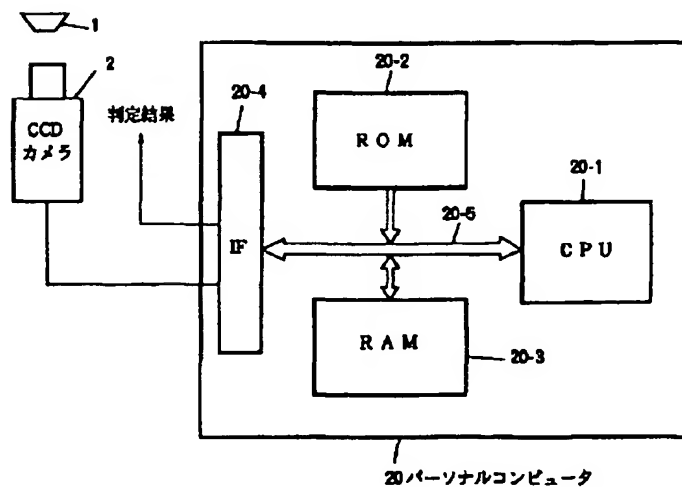 1
2
CCD
カメラ
判定結果
20-4
20-2
ROM
20-1
20-5
IF
CPU
RAM
20-3
20パーソナルコンピュータ